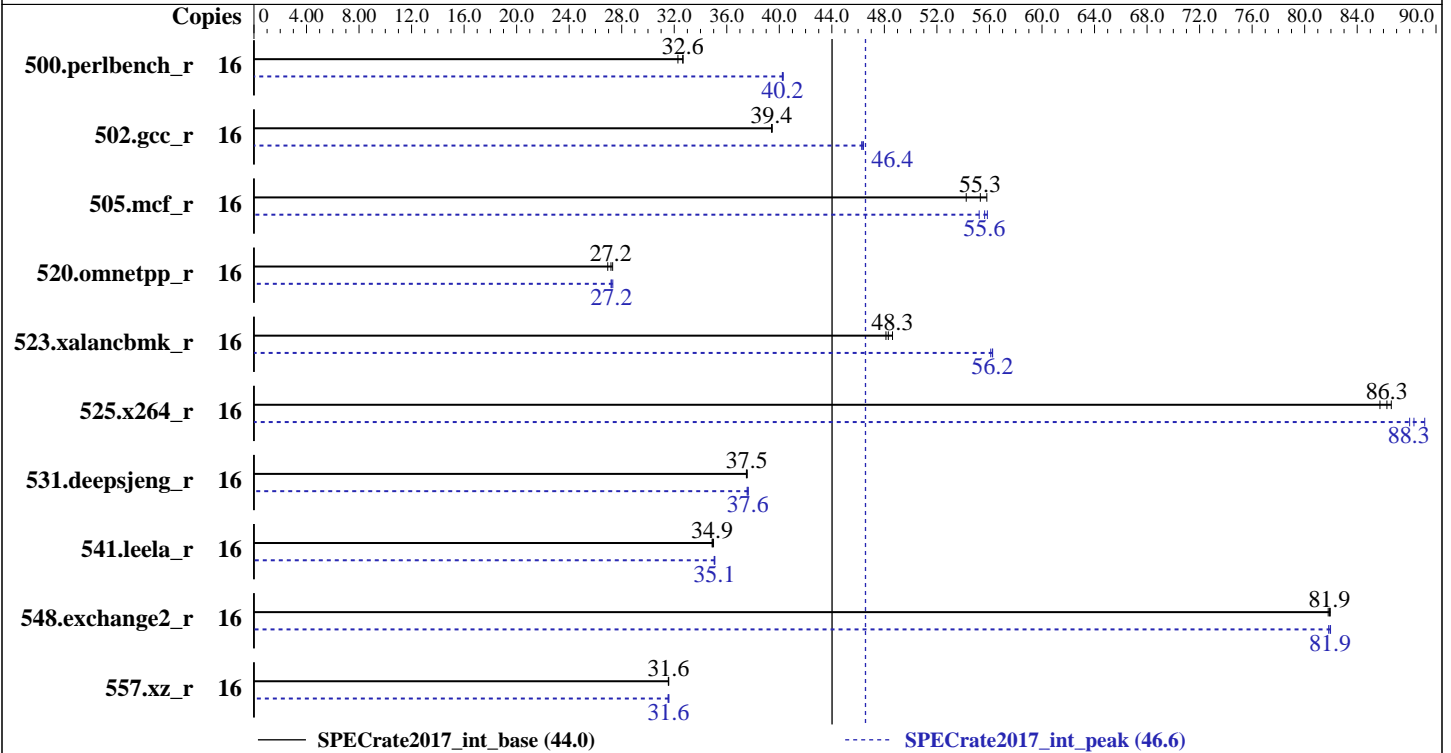 Copies 0 4.00 8.00 12.0 16.0 20.0 24.0 28.0 32.0 36.0 40.0 44.0 48.0 52.0 56.0 60.0 64.0 68.0 72.0 76.0 80.0 84.0 90.0
32.6
500.perlbench_r 16
40.2
39.4
502.gcc_r 16
46.4
55.3
505.mcf_r 16
55.6
27.2
520.omnetpp_r 16
27.2
48.3
523.xalancbmk_r 16
56.2
86.3
525.x264_r 16
88.3
37.5
531.deepsjeng_r 16
37.6
34.9
541.leela_r 16
35.1
81.9
548.exchange2_r 16
81.9
31.6
557.xz_r 16
31.6
SPECrate2017_int_base (44.0) SPECrate2017_int_peak (46.6)